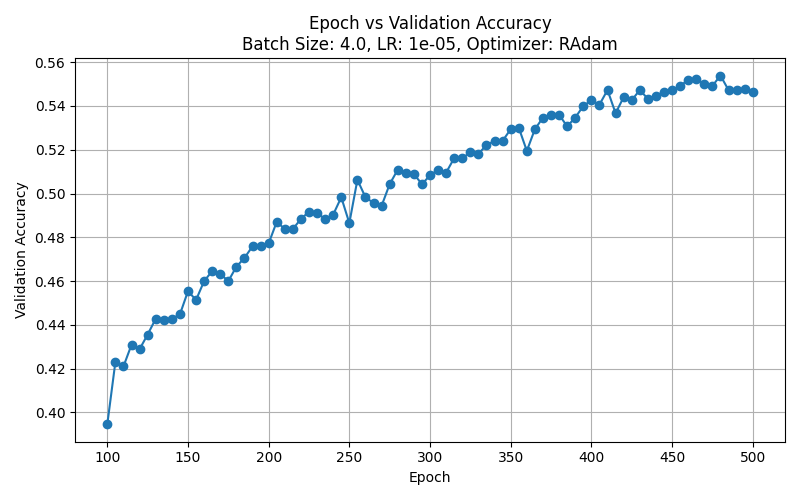 Epoch vs Validation Accuracy
Batch Size: 4.0, LR: 1e-05, Optimizer: RAdam
0.56
0.54
0.52
0.50
0.48
0.46
0.44
0.42
0.40
Validation Accuracy
100 150 200 250 300 350 400 450 500
Epoch